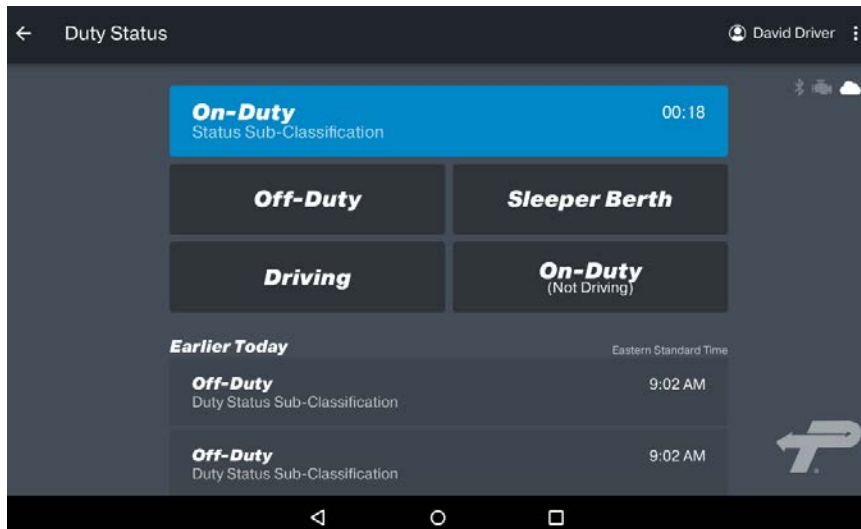 Duty Status
David Driver
On-Duty
00:18
Status Sub-Classification
Off-Duty
Sleeper Berth
Driving
On-Duty
(Not Driving)
Earlier Today
Eastern Standard Time
Off-Duty
9:02 AM
Duty Status Sub-Classification
Off-Duty
9:02 AM
Duty Status Sub-Classification